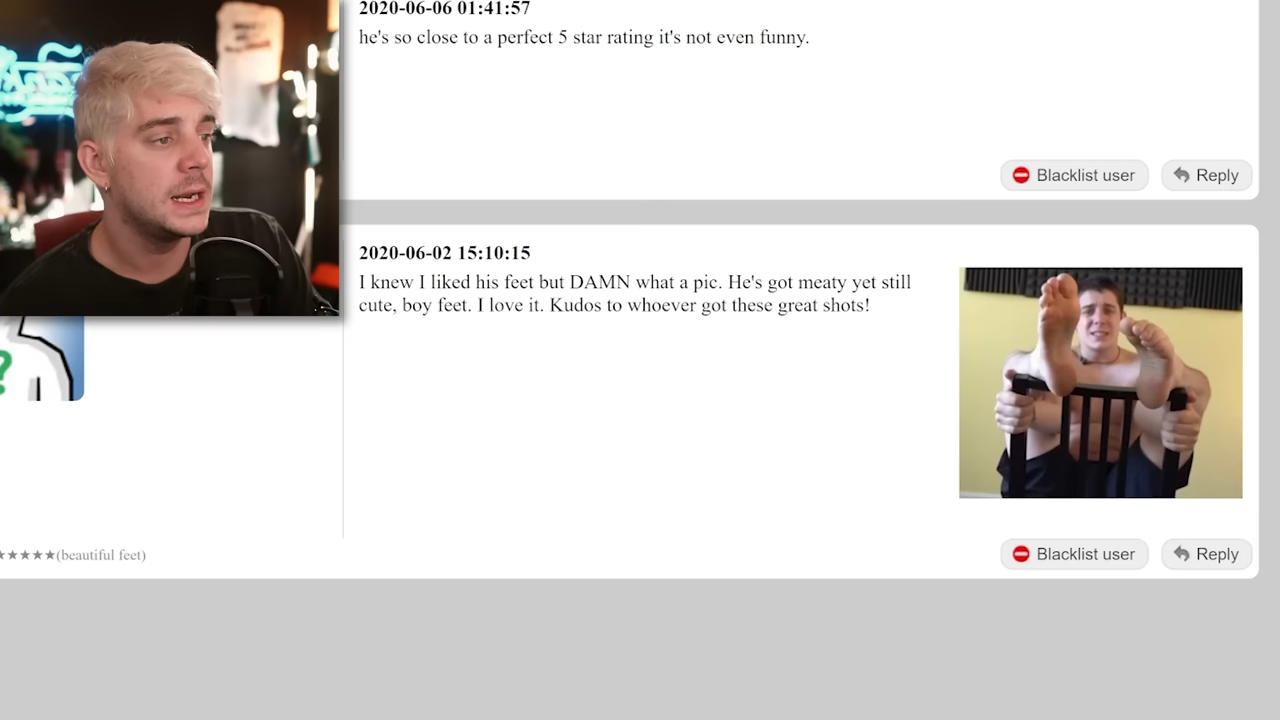 2020-06-06 01:41:57
he's so close to a perfect 5 star rating it's not even funny.
Blacklist user
Reply
2020-06-02 15:10:15
I knew I liked his feet but DAMN what a pic. He's got meaty yet still
cute, boy feet. I love it. Kudos to whoever got these great shots!
?
★★★★★(beautiful feet)
Blacklist user
Reply